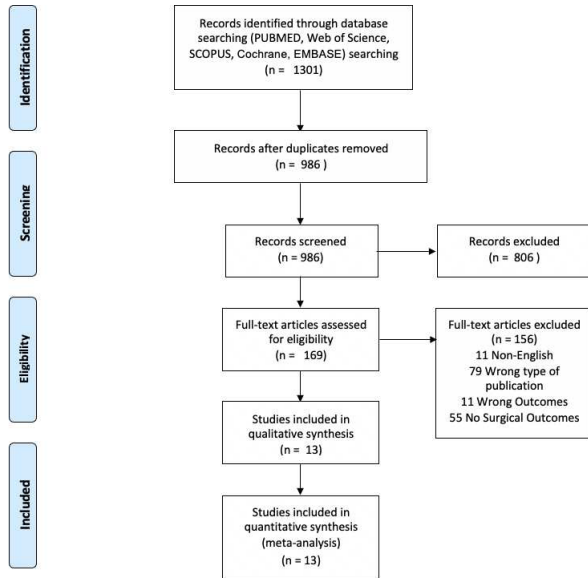 Identification
Records identified through database
searching (PUBMED, Web of Science,
SCOPUS, Cochrane, EMBASE) searching
(n = 1301)
Records after duplicates removed
(n = 986 )
Screening
Records screened
(n = 986)
Records excluded
(n = 806 )
Eligibility
Full-text articles assessed
for eligibility
(n = 169)
Full-text articles excluded
(n = 156)
11 Non-English
79 Wrong type of
publication
11 Wrong Outcomes
55 No Surgical Outcomes
Studies included in
qualitative synthesis
(n = 13)
Included
Studies included in
quantitative synthesis
(meta-analysis)
(n = 13)